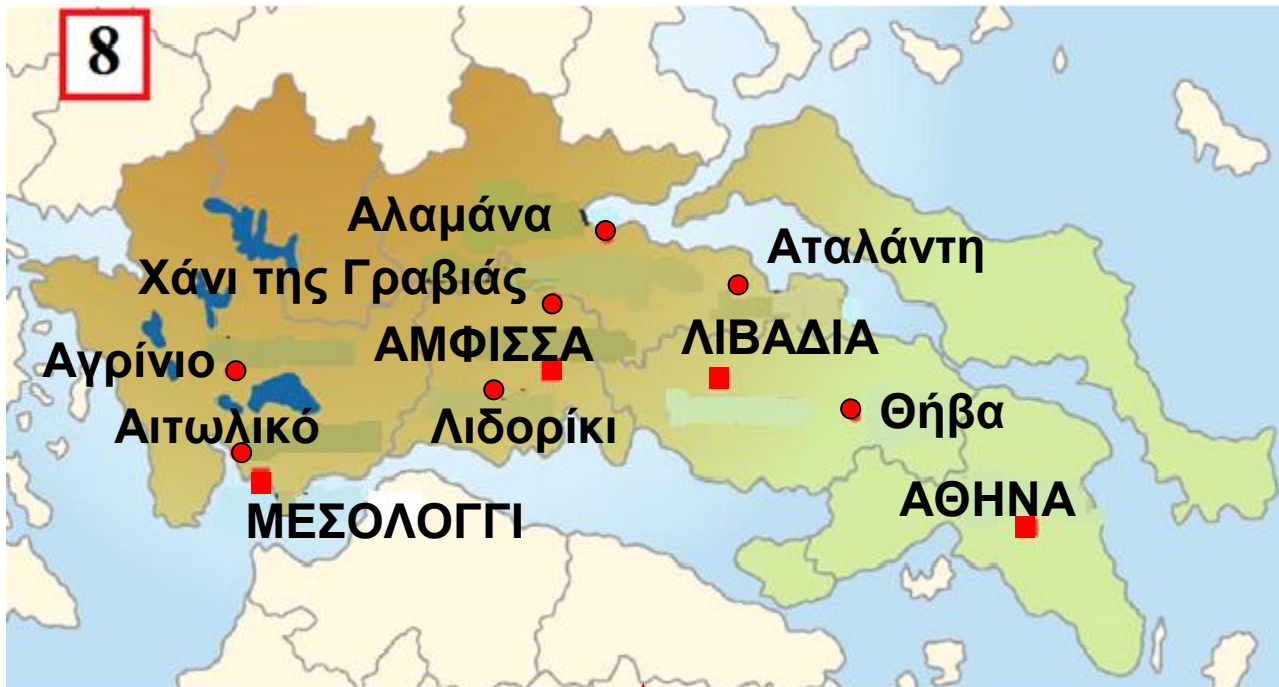 8
Αλαμάνα
Αταλάντη
Χάνι της Γραβιάς
ΑΜΦΙΣΣΑ
ΛΙΒΑΔΙΑ
Αγρίνιο
Αιτωλικό
Λιδορίκι
Θήβα
ΑΘΗΝΑ
ΜΕΣΟΛΟΓΓΙ